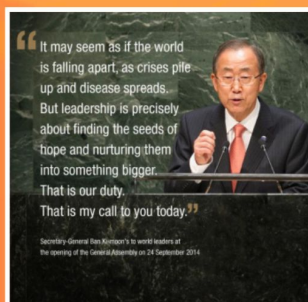 “ It may seem as if the world
is falling apart, as crises pile
up and disease spreads.
But leadership is precisely
about finding the seeds of
hope and nurturing them
into something bigger.
That is our duty.
That is my call to you today.”
Secretary-General Ban Ki-moon's to world leaders at
the opening of the General Assembly on 24 September 2014